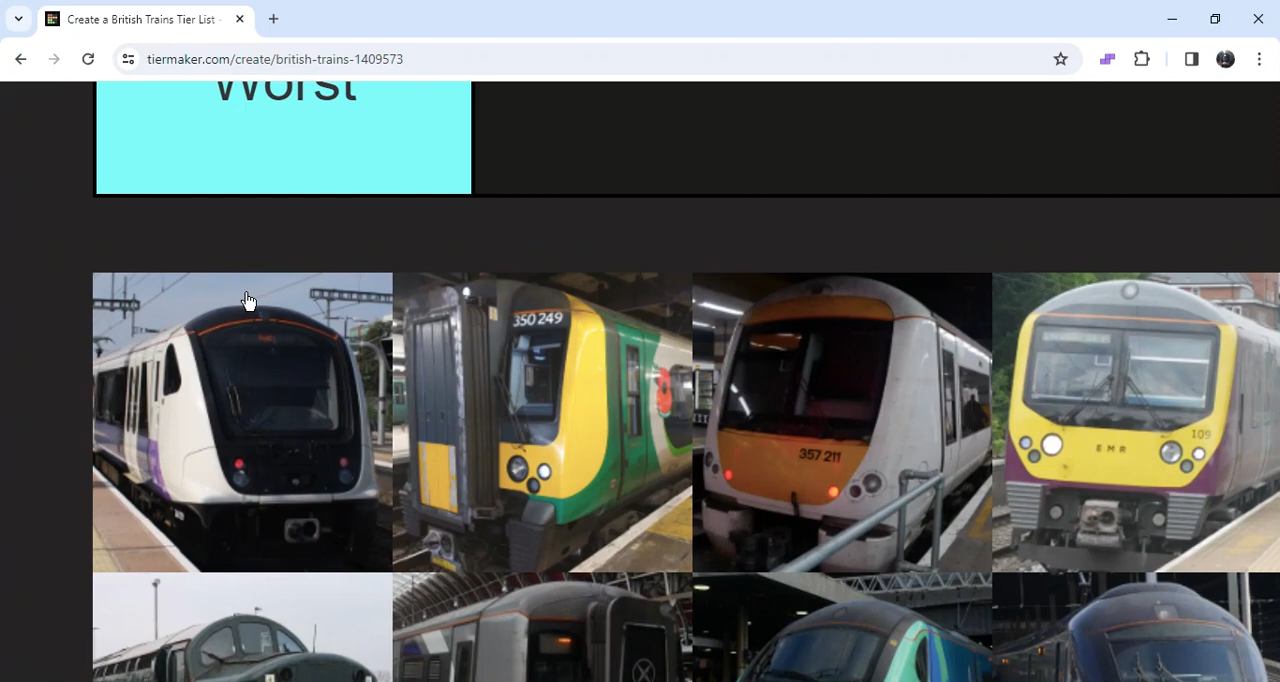 Create a British Trains Tier List
tiermaker.com/create/british-trains-1409573
Worst
350 249
357 211
109
EMR